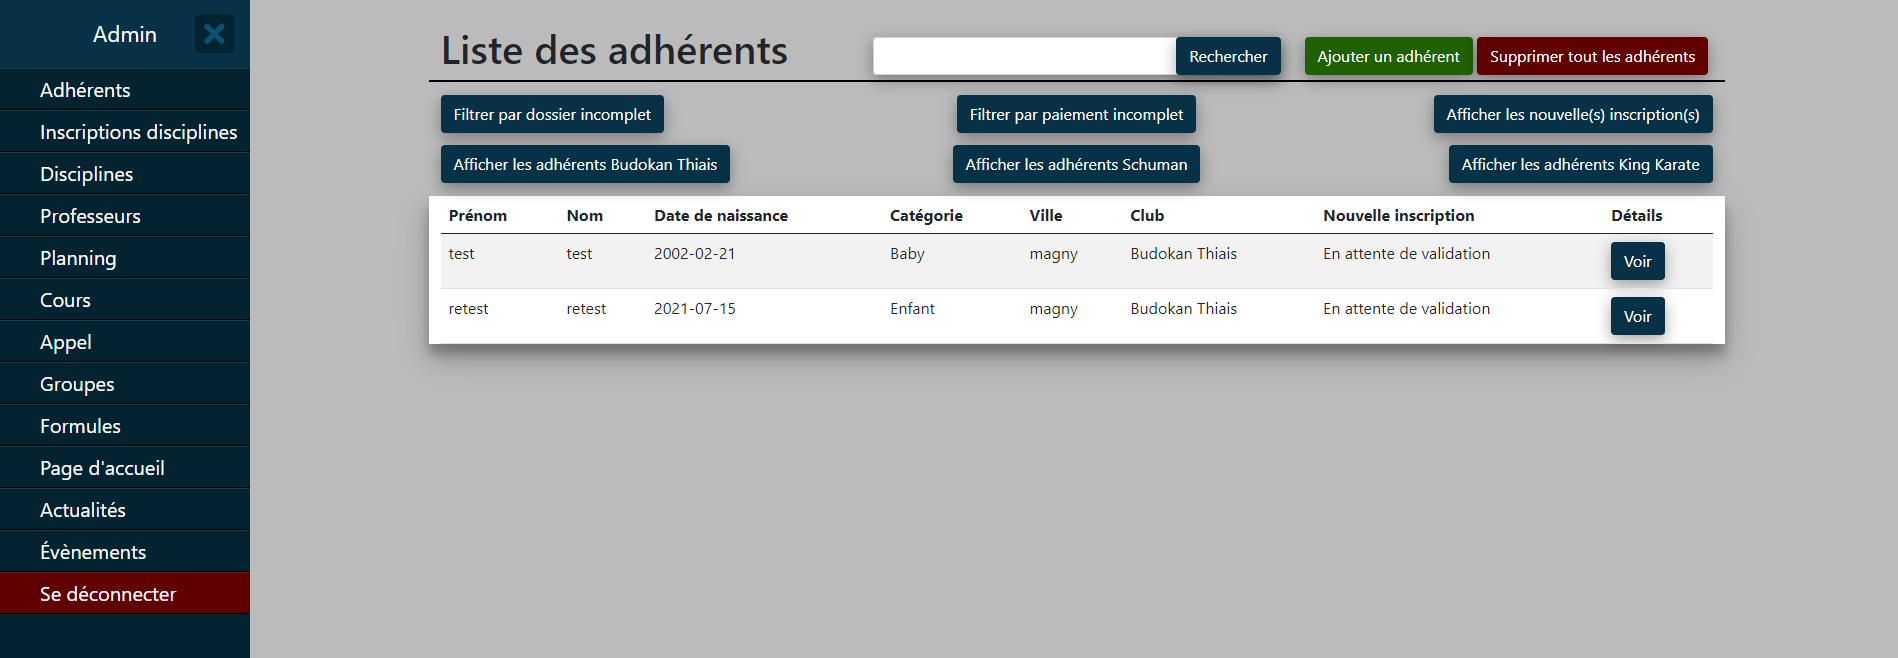 Admin
Adhérents
Inscriptions disciplines
Disciplines
Professeurs
Planning
Cours
Appel
Groupes
Formules
Page d'accueil
Actualités
Évènements
Se déconnecter
Liste des adhérents
Rechercher
Ajouter un adhérent
Supprimer tout les adhérents
Filtrer par dossier incomplet
Filtrer par paiement incomplet
Afficher les nouvelle(s) inscription(s)
Afficher les adhérents Budokan Thiais
Afficher les adhérents Schuman
Afficher les adhérents King Karate
Prénom Nom Date de naissance Catégorie Ville Club Nouvelle inscription Détails
test test 2002-02-21 Baby magny Budokan Thiais En attente de validation Voir
retest retest 2021-07-15 Enfant magny Budokan Thiais En attente de validation Voir